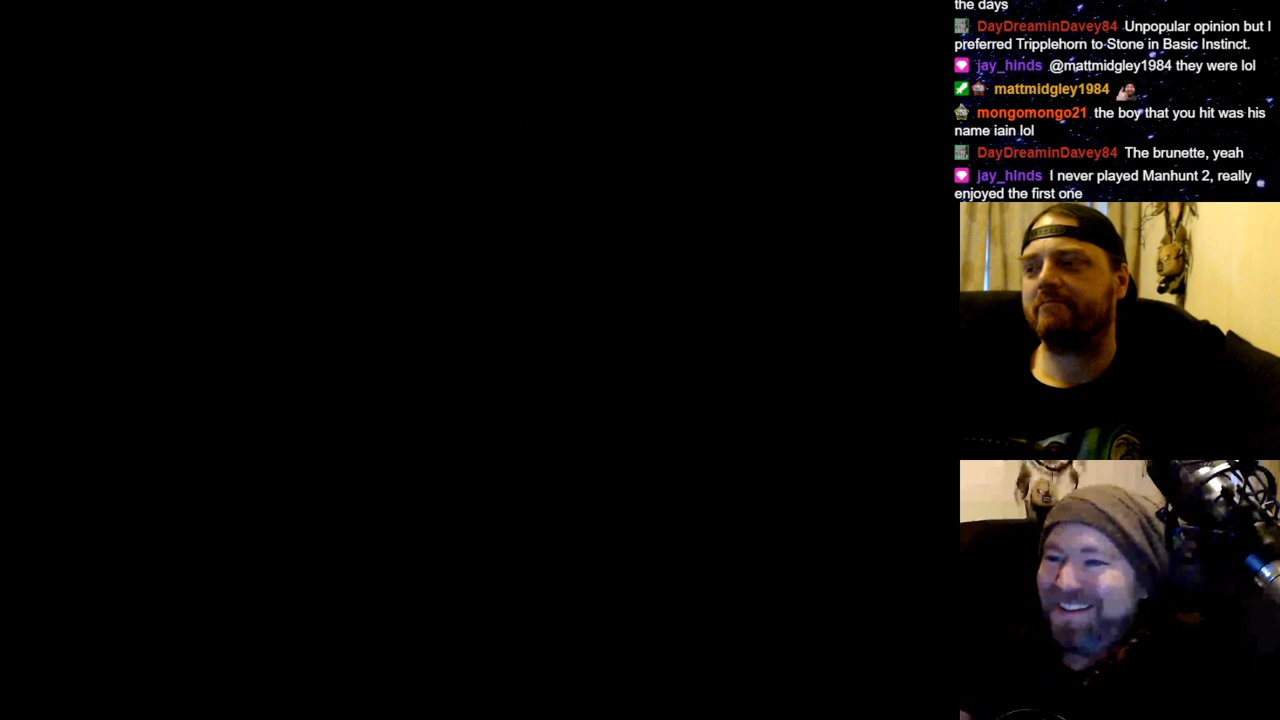 the days
DayDreaminDavey84 Unpopular opinion but I
preferred Tripplehorn to Stone in Basic Instinct.
jay_hinds @mattmidgley1984 they were lol
mattmidgley1984
mongomongo21 the boy that you hit was his
name iain lol
DayDreaminDavey84 The brunette, yeah
jay_hinds I never played Manhunt 2, really
enjoyed the first one